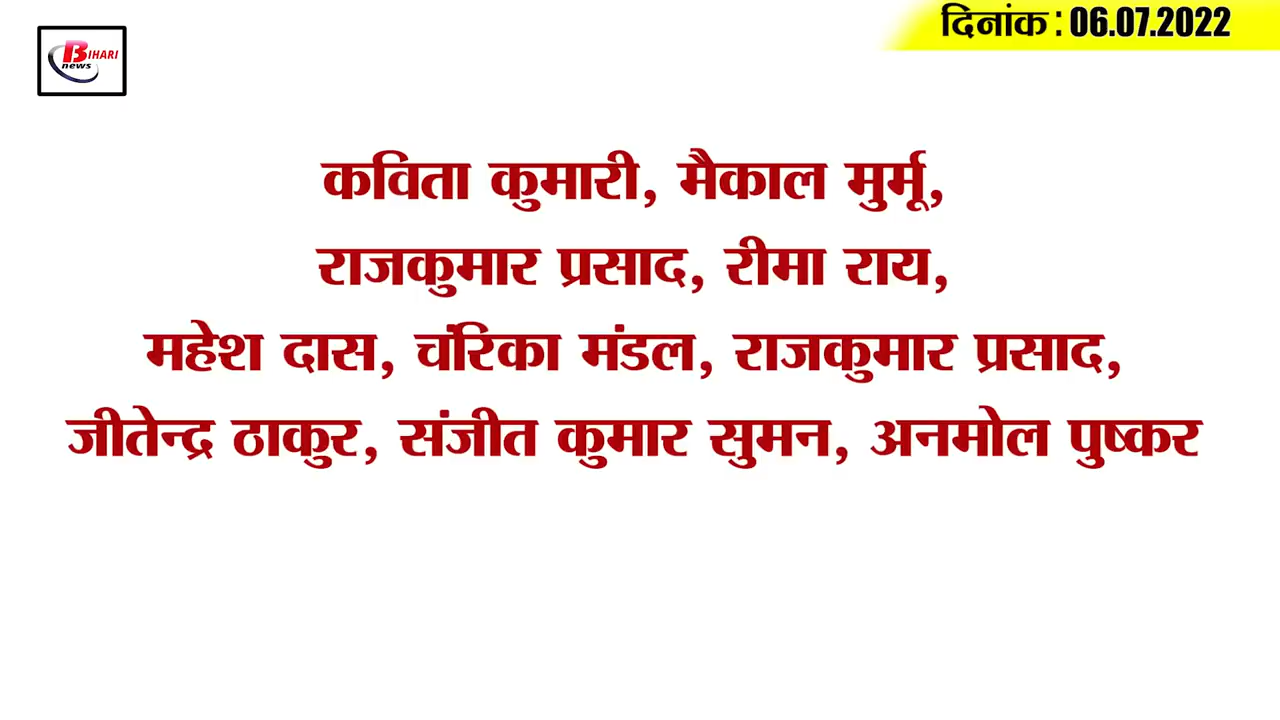 BIHARI
news
दिनांक : 06.07.2022
कविता कुमारी, मैकाल मुर्मू,
राजकुमार प्रसाद, रीमा राय,
महेश दास, चंरिका मंडल, राजकुमार प्रसाद,
जीतेन्द्र ठाकुर, संजीत कुमार सुमन, अनमोल पुष्कर